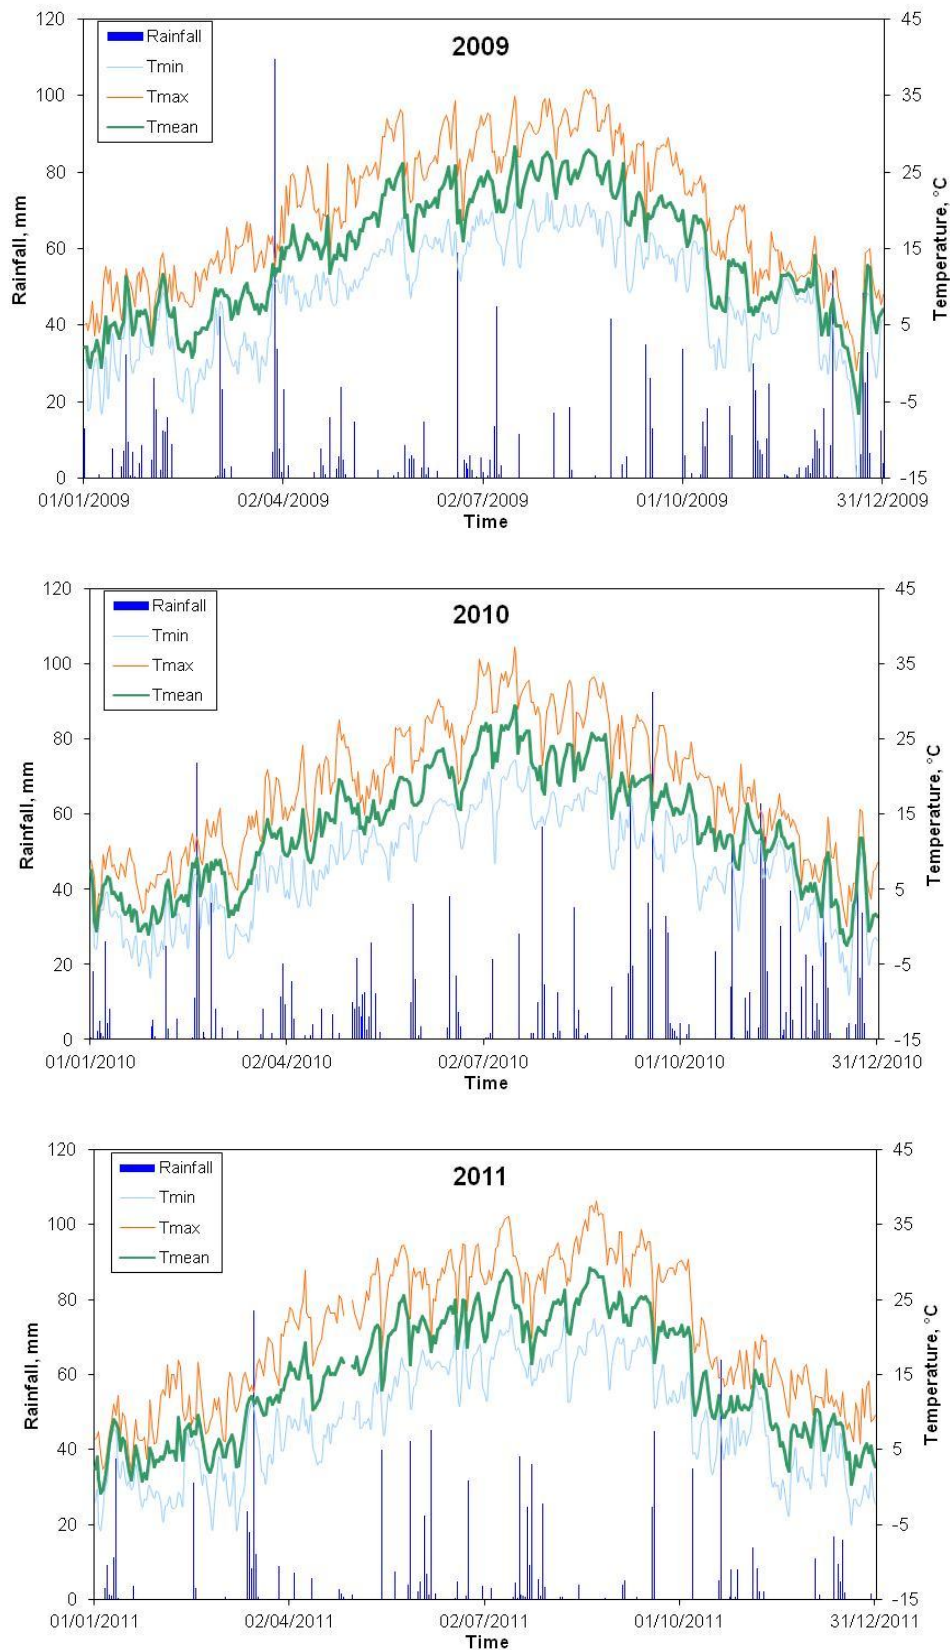 2009
Rainfall
Tmin
Tmax
Tmean
Rainfall, mm
120
100
80
60
40
20
0
Temperature, °C
45
35
25
15
5
-5
-15
01/01/2009 02/04/2009 02/07/2009 01/10/2009 31/12/2009
Time
2010
Rainfall
Tmin
Tmax
Tmean
Rainfall, mm
120
100
80
60
40
20
0
Temperature, °C
45
35
25
15
5
-5
-15
01/01/2010 02/04/2010 02/07/2010 01/10/2010 31/12/2010
Time
2011
Rainfall
Tmin
Tmax
Tmean
Rainfall, mm
120
100
80
60
40
20
0
Temperature, °C
45
35
25
15
5
-5
-15
01/01/2011 02/04/2011 02/07/2011 01/10/2011 31/12/2011
Time